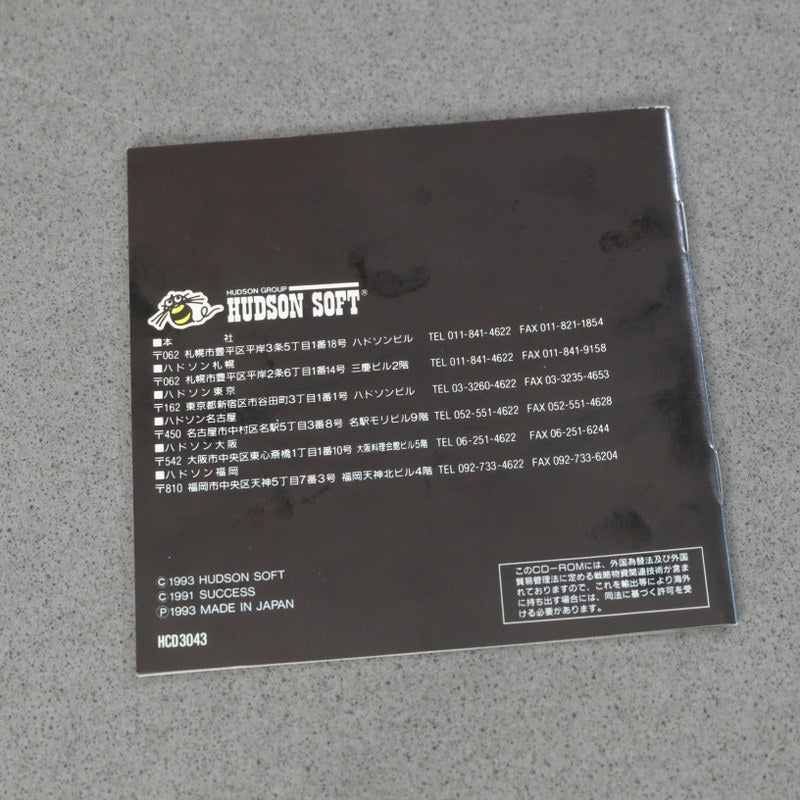 HUDSON GROUP
HUDSON SOFT®
■本　　　社
〒062 札幌市豊平区平岸3条5丁目1番18号 ハドソンビル TEL 011-841-4622 FAX 011-821-1854
■ハドソン札幌
〒062 札幌市豊平区平岸2条6丁目1番14号 三慶ビル2階 TEL 011-841-4622 FAX 011-841-9158
■ハドソン東京
〒162 東京都新宿区市谷田町3丁目1番1号 ハドソンビル TEL 03-3260-4622 FAX 03-3235-4653
■ハドソン名古屋
〒450 名古屋市中村区名駅5丁目3番8号 名駅モリビル9階 TEL 052-551-4622 FAX 052-551-4628
■ハドソン大阪
〒542 大阪市中央区東心斎橋1丁目1番10号 大阪料理会館ビル5階 TEL 06-251-4622 FAX 06-251-6244
■ハドソン福岡
〒810 福岡市中央区天神5丁目7番3号 福岡天神北ビル4階 TEL 092-733-4622 FAX 092-733-6204
Ⓒ1993 HUDSON SOFT
Ⓒ1991 SUCCESS
Ⓟ1993 MADE IN JAPAN
HCD3043
このCD-ROMには、外国為替法及び外国
貿易管理法に定める戦略物資関連技術が含ま
れておりますので、これを輸出等により海外
に持ち出す場合には、同法に基づく許可を受
ける必要があります。